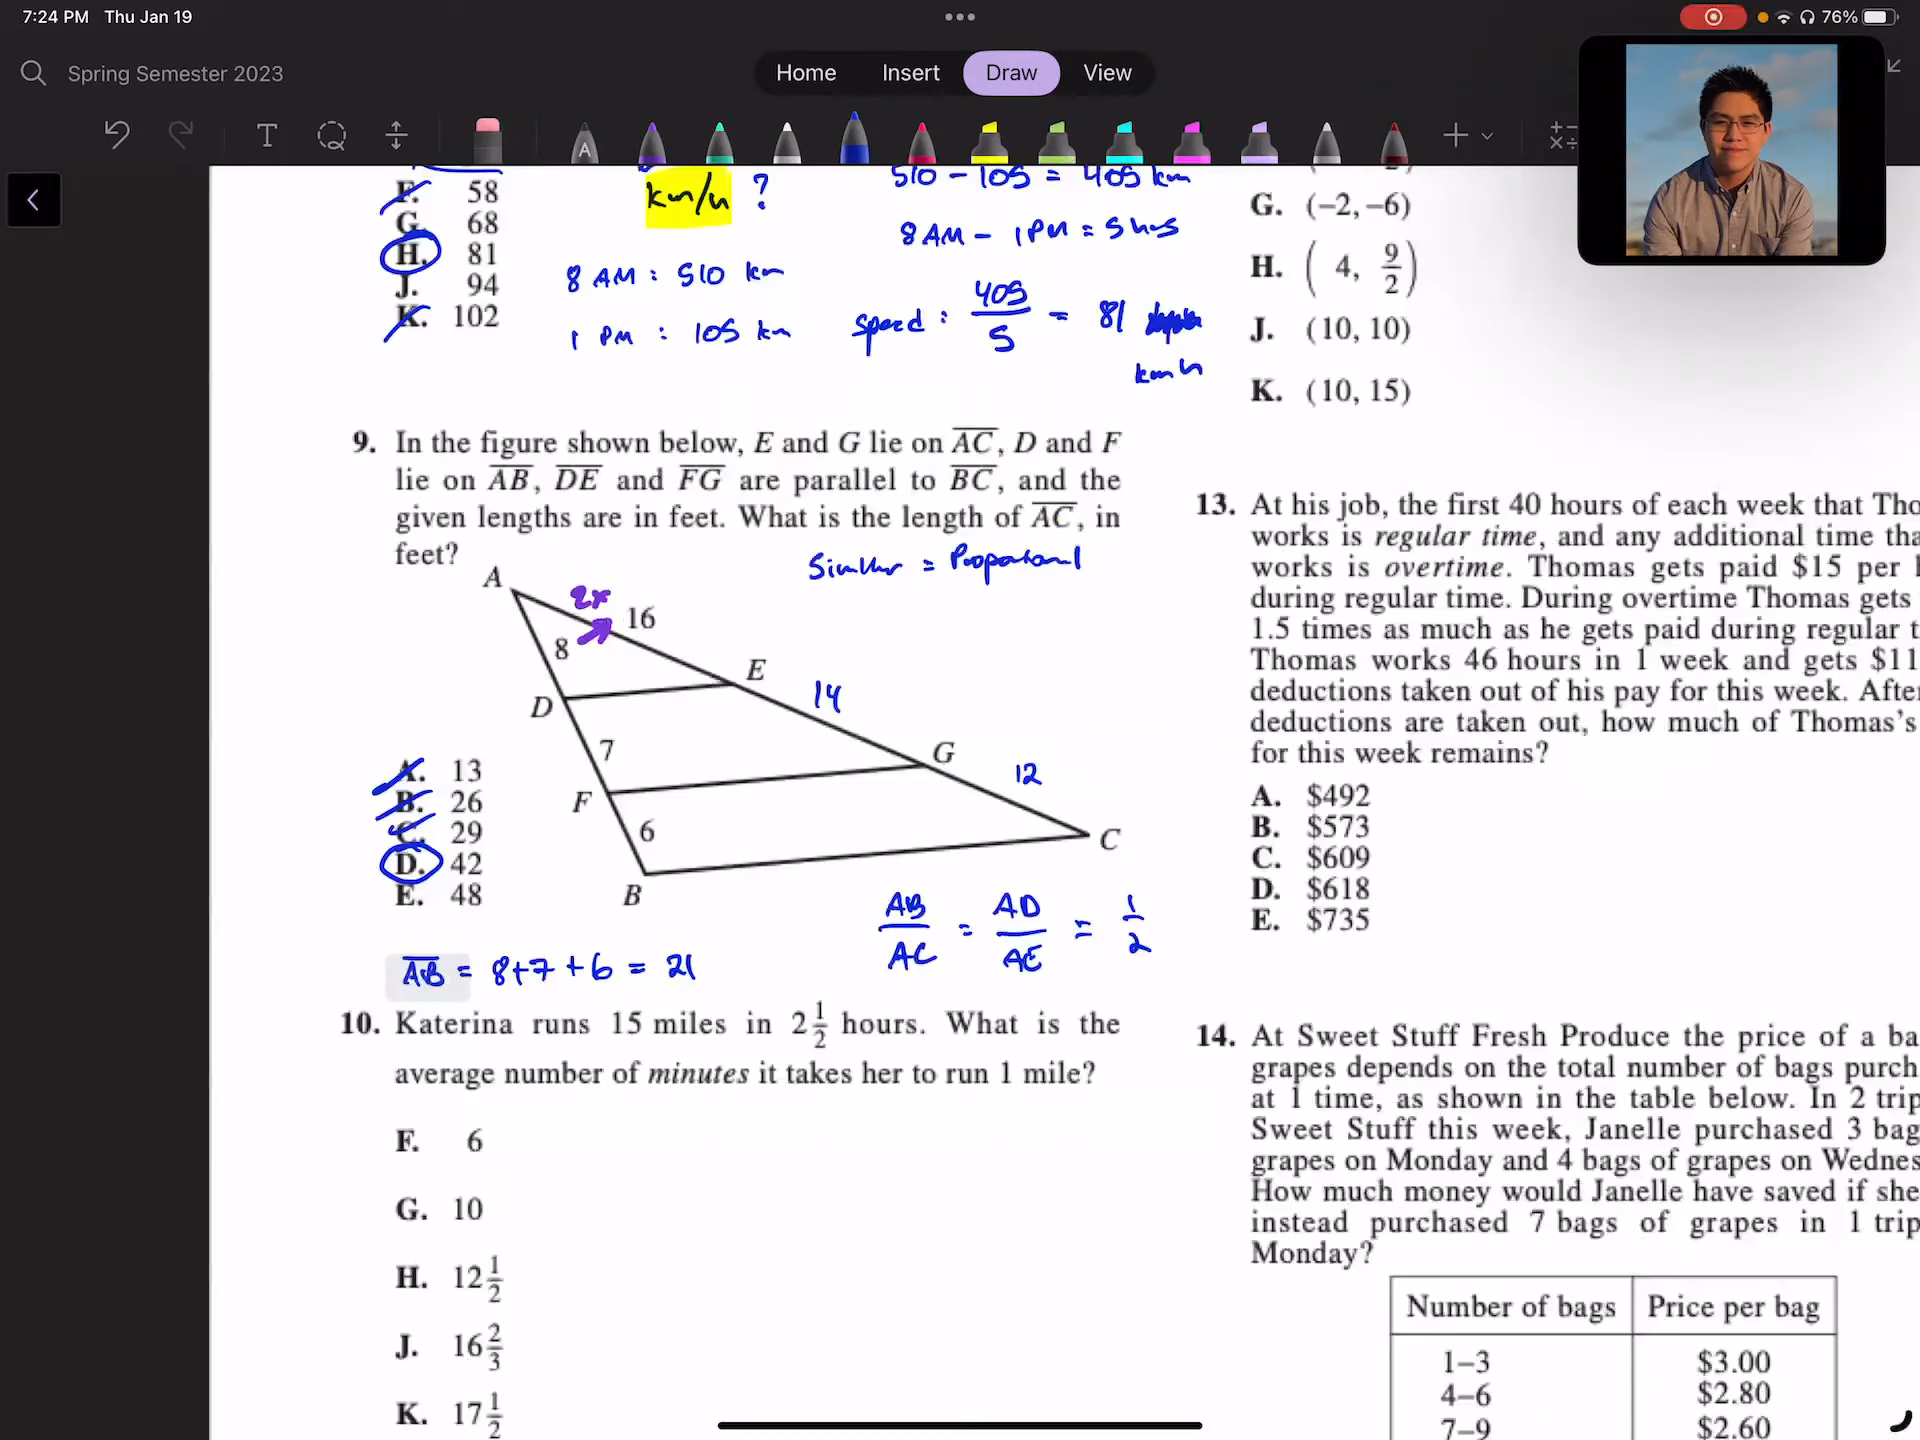 7:24 PM Thu Jan 19
76%
Spring Semester 2023
Home Insert Draw View
F. 58
G. 68
H. 81
J. 94
K. 102
km/h ?
510 - 105 = 405 km
8 AM - 1 PM = 5 hrs
8 AM : 510 km
1 PM : 105 km
speed : 405/5 = 81
km/h
9. In the figure shown below, E and G lie on AC, D and F
lie on AB, DE and FG are parallel to BC, and the
given lengths are in feet. What is the length of AC, in
feet?
Similar = Proportional
A
2x
16
8
E
14
D
7
G
12
F
6
C
B
A. 13
B. 26
C. 29
D. 42
E. 48
AB/AC = AD/AE = 1/2
AB = 8+7+6 = 21
10. Katerina runs 15 miles in 2 1/2 hours. What is the
average number of minutes it takes her to run 1 mile?
F. 6
G. 10
H. 12 1/2
J. 16 2/3
K. 17 1/2
G. (−2, −6)
H. (4, 9/2)
J. (10, 10)
K. (10, 15)
13. At his job, the first 40 hours of each week that Tho
works is regular time, and any additional time tha
works is overtime. Thomas gets paid $15 per
during regular time. During overtime Thomas gets
1.5 times as much as he gets paid during regular t
Thomas works 46 hours in 1 week and gets $11
deductions taken out of his pay for this week. After
deductions are taken out, how much of Thomas's
for this week remains?
A. $492
B. $573
C. $609
D. $618
E. $735
14. At Sweet Stuff Fresh Produce the price of a ba
grapes depends on the total number of bags purch
at 1 time, as shown in the table below. In 2 trip
Sweet Stuff this week, Janelle purchased 3 bag
grapes on Monday and 4 bags of grapes on Wednes
How much money would Janelle have saved if she
instead purchased 7 bags of grapes in 1 trip
Monday?
Number of bags Price per bag
1–3 $3.00
4–6 $2.80
7–9 $2.60